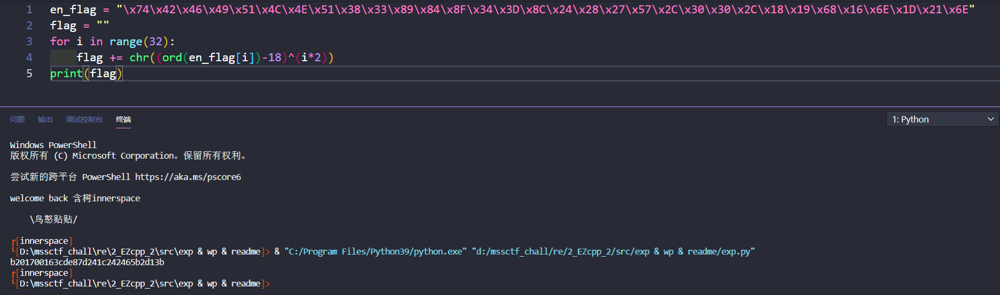 1 en_flag = "\x74\x42\x46\x49\x51\x4C\x4E\x51\x38\x33\x89\x84\x8F\x34\x3D\x8C\x24\x28\x27\x57\x2C\x30\x30\x2C\x18\x19\x68\x16\x6E\x1D\x21\x6E"
2 flag = ""
3 for i in range(32):
4     flag += chr((ord(en_flag[i])-18)^(i*2))
5 print(flag)
问题 输出 调试控制台 终端 1: Python
Windows PowerShell
版权所有 (C) Microsoft Corporation。保留所有权利。
尝试新的跨平台 PowerShell https://aka.ms/pscore6
welcome back 含树innerspace
\鸟憨贴贴/
┏[innerspace]
┗[D:\mssctf_chall\re\2_EZcpp_2\src\exp & wp & readme]> & "C:/Program Files/Python39/python.exe" "d:/mssctf_chall/re/2_EZcpp_2/src/exp & wp & readme/exp.py"
b201700163cde87d241c242465b2d13b
┏[innerspace]
┗[D:\mssctf_chall\re\2_EZcpp_2\src\exp & wp & readme]>